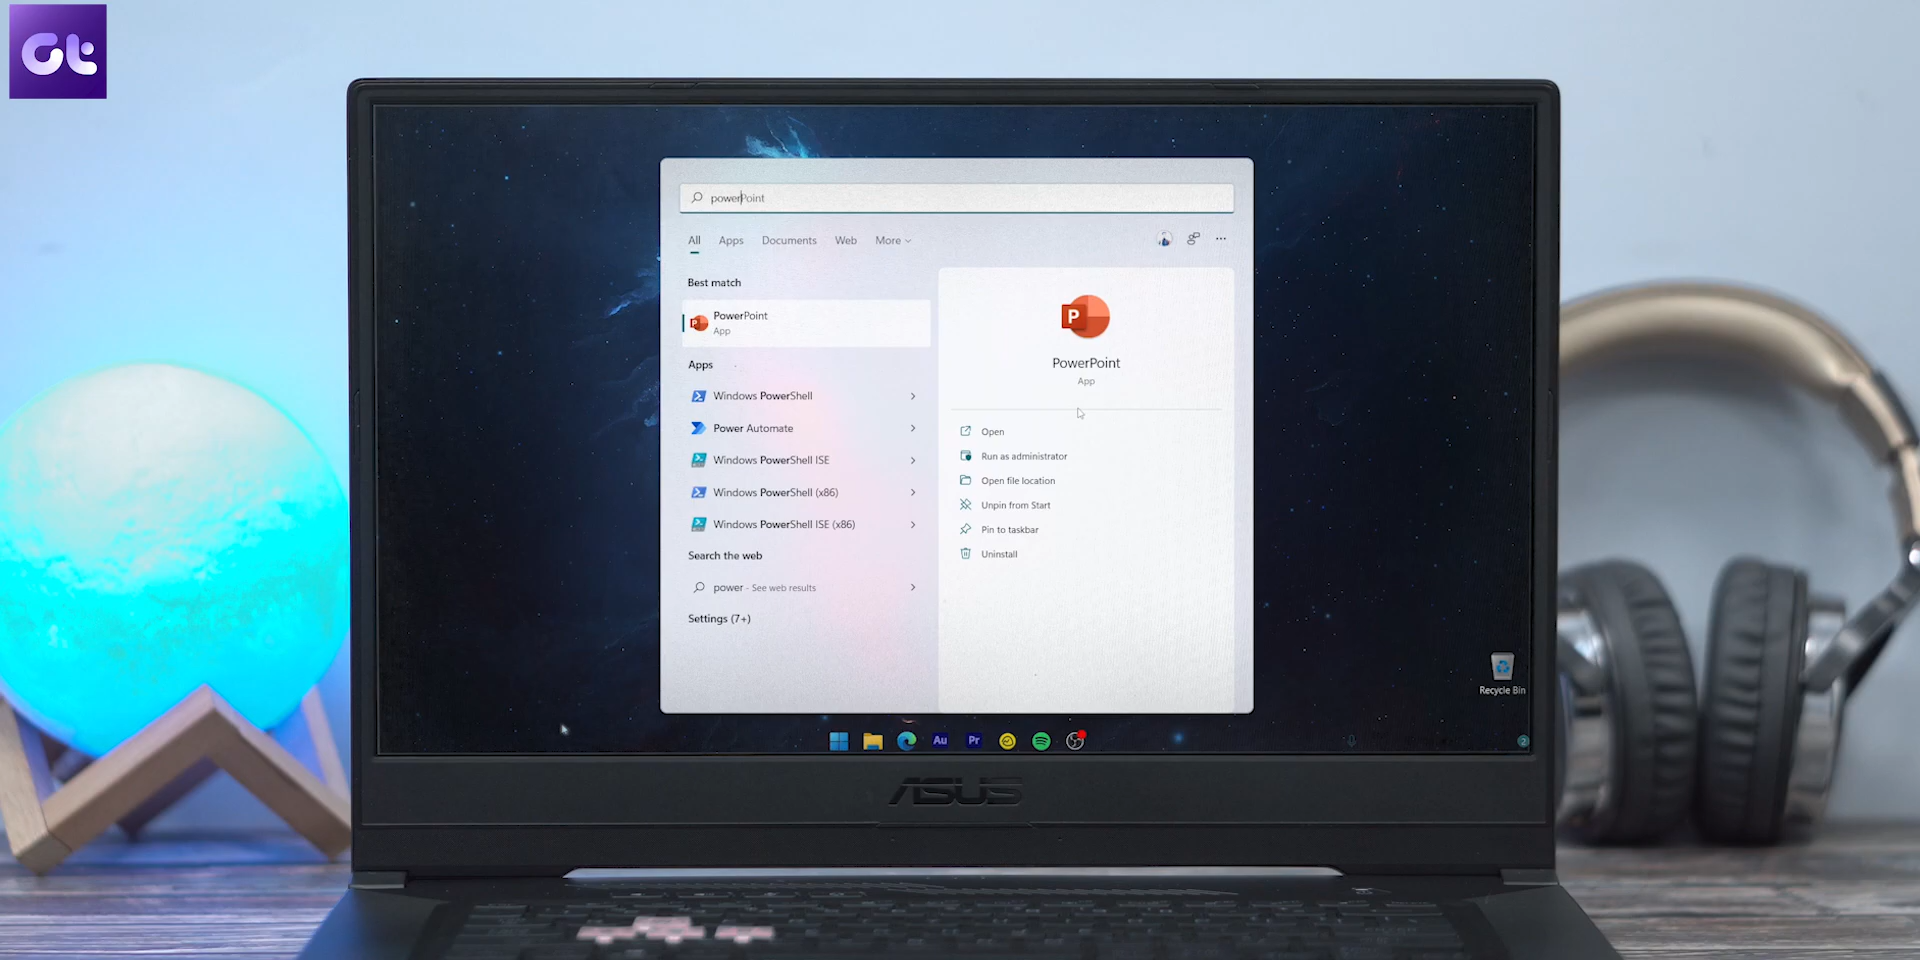 Gt
powerPoint
All Apps Documents Web More
Best match
PowerPoint
App
Apps
Windows PowerShell
Power Automate
Windows PowerShell ISE
Windows PowerShell (x86)
Windows PowerShell ISE (x86)
Search the web
power - See web results
Settings (7+)
P
PowerPoint
App
Open
Run as administrator
Open file location
Unpin from Start
Pin to taskbar
Uninstall
Recycle Bin
Au Pr
2
ASUS